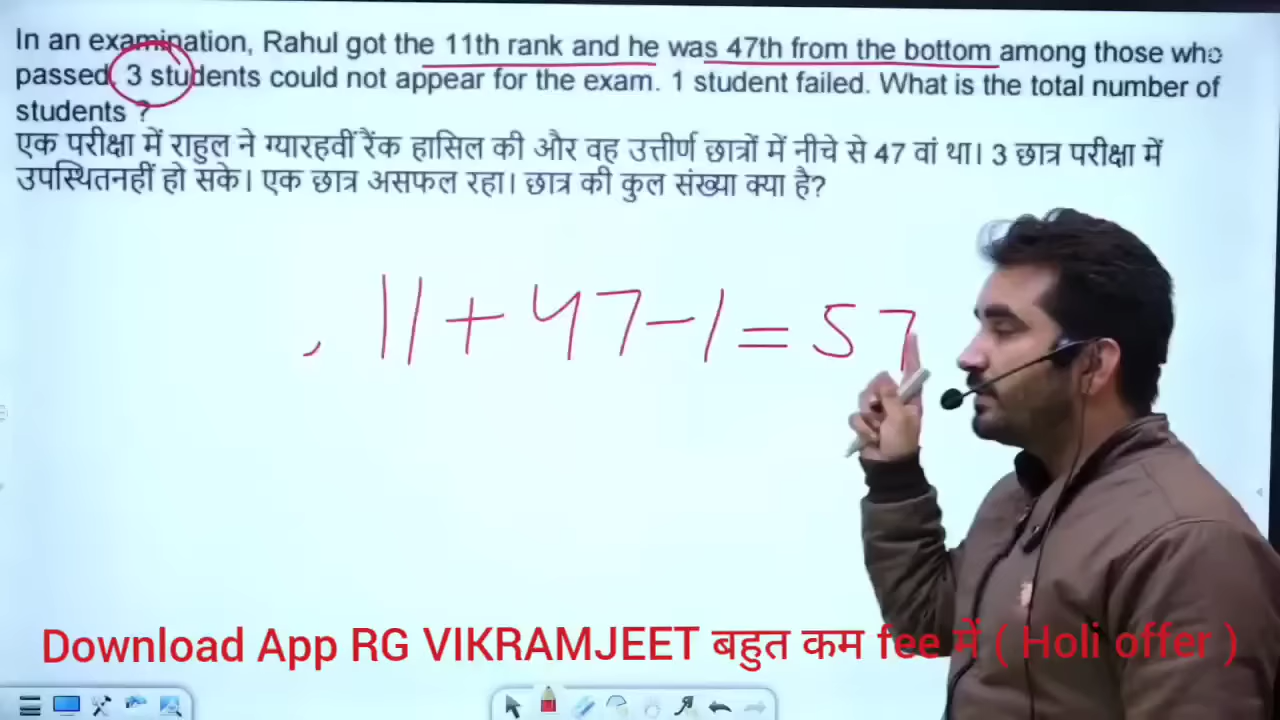 In an examination, Rahul got the 11th rank and he was 47th from the bottom among those who
passed 3 students could not appear for the exam. 1 student failed. What is the total number of
students ?
एक परीक्षा में राहुल ने ग्यारहवीं रैंक हासिल की और वह उत्तीर्ण छात्रों में नीचे से 47 वां था। 3 छात्र परीक्षा में
उपस्थितनहीं हो सके। एक छात्र असफल रहा। छात्र की कुल संख्या क्या है?
11 + 47 - 1 = 57
Download App RG VIKRAMJEET बहुत कम fee में ( Holi offer )